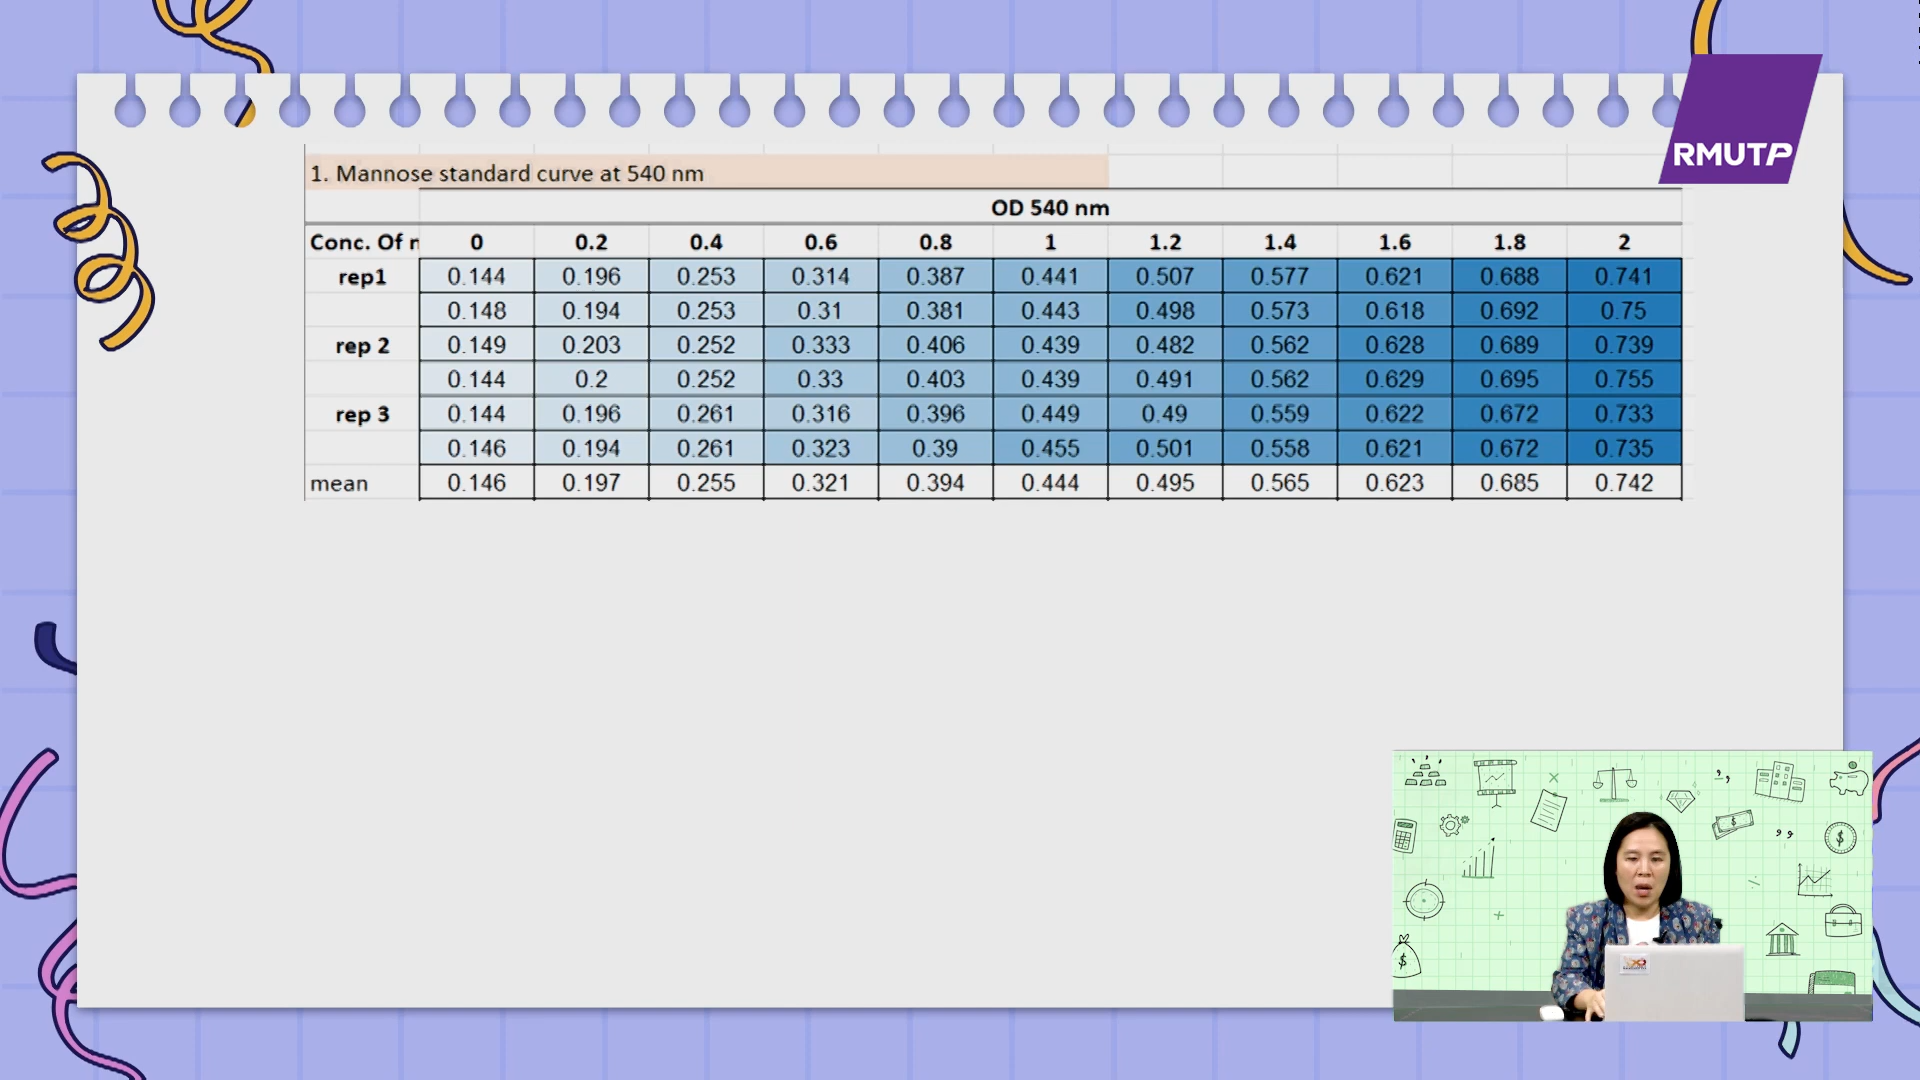 RMUTP
1. Mannose standard curve at 540 nm
OD 540 nm
Conc. Of 0 0.2 0.4 0.6 0.8 1 1.2 1.4 1.6 1.8 2
rep1 0.144 0.196 0.253 0.314 0.387 0.441 0.507 0.577 0.621 0.688 0.741
0.148 0.194 0.253 0.31 0.381 0.443 0.498 0.573 0.618 0.692 0.75
rep 2 0.149 0.203 0.252 0.333 0.406 0.439 0.482 0.562 0.628 0.689 0.739
0.144 0.2 0.252 0.33 0.403 0.439 0.491 0.562 0.629 0.695 0.755
rep 3 0.144 0.196 0.261 0.316 0.396 0.449 0.49 0.559 0.622 0.672 0.733
0.146 0.194 0.261 0.323 0.39 0.455 0.501 0.558 0.621 0.672 0.735
mean 0.146 0.197 0.255 0.321 0.394 0.444 0.495 0.565 0.623 0.685 0.742